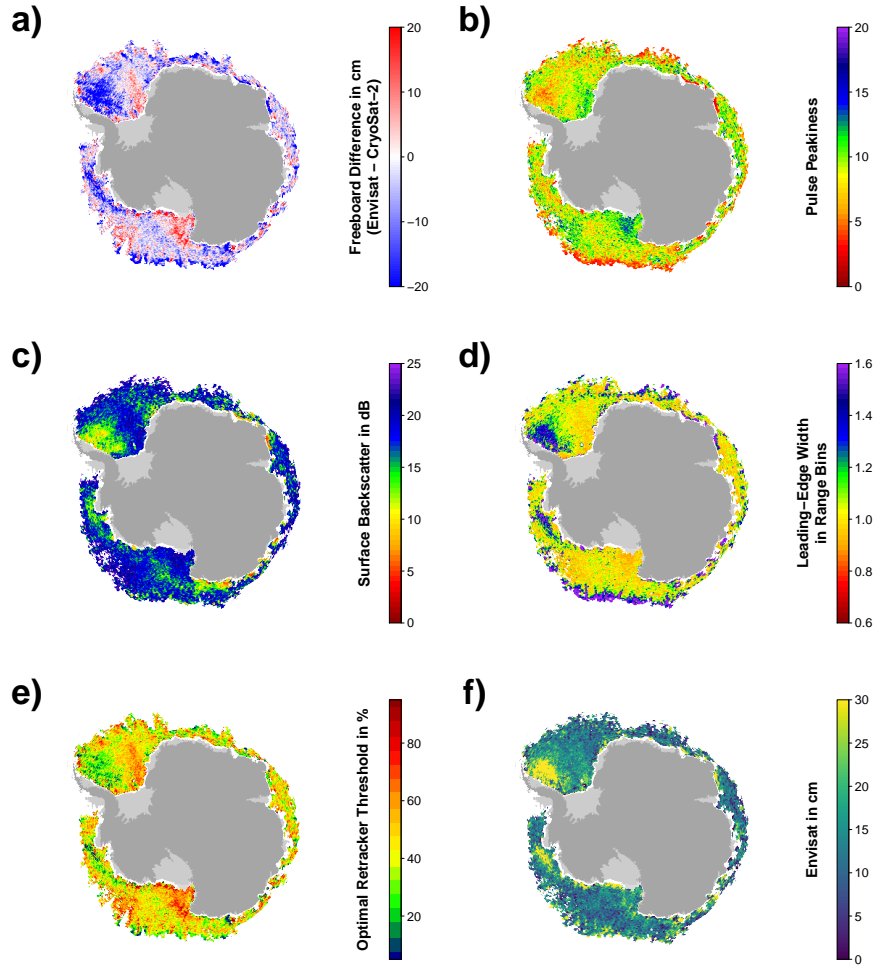 a)
20
10
0
−10
−20
Freeboard Difference in cm
(Envisat − CryoSat−2)
b)
20
15
10
5
0
Pulse Peakiness
c)
25
20
15
10
5
0
Surface Backscatter in dB
d)
1.6
1.4
1.2
1.0
0.8
0.6
Leading−Edge Width
in Range Bins
e)
80
60
40
20
Optimal Retracker Threshold in %
f)
30
25
20
15
10
5
0
Envisat in cm